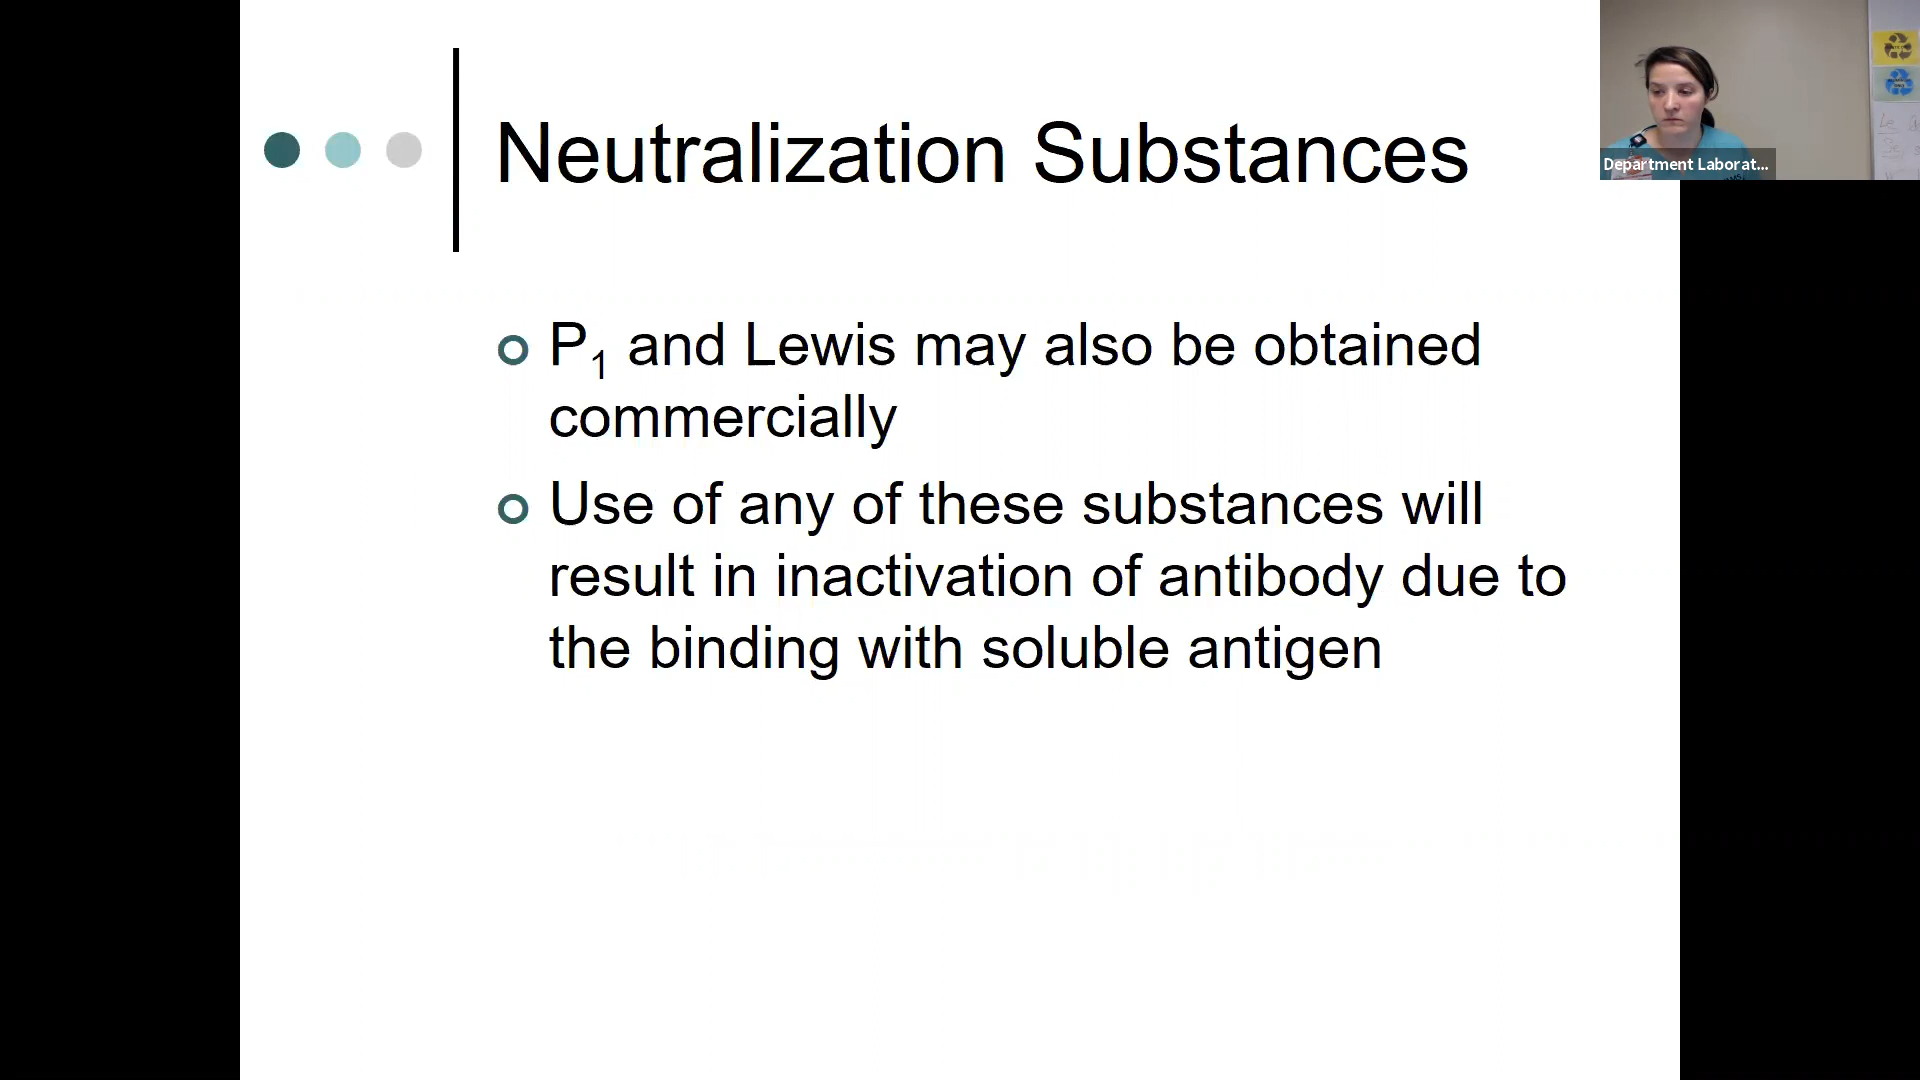 Neutralization Substances
P1 and Lewis may also be obtained
commercially
Use of any of these substances will
result in inactivation of antibody due to
the binding with soluble antigen
Department Laborat...